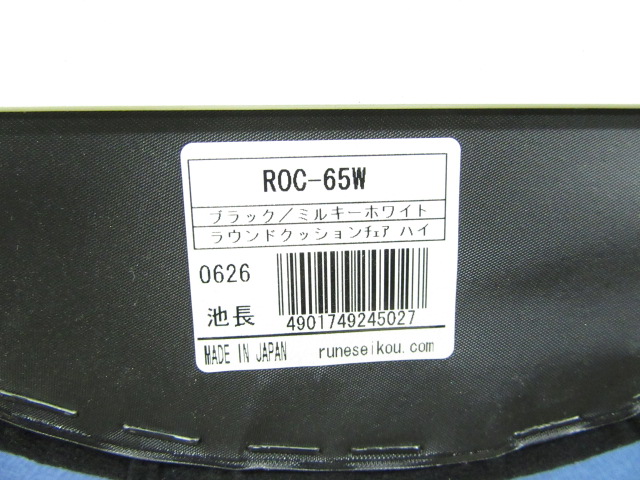 ROC-65W
ブラック／ミルキーホワイト
ラウンドクッションﾁｪｱ ハイ
0626
池長
4901749245027
MADE IN JAPAN runeseikou.com